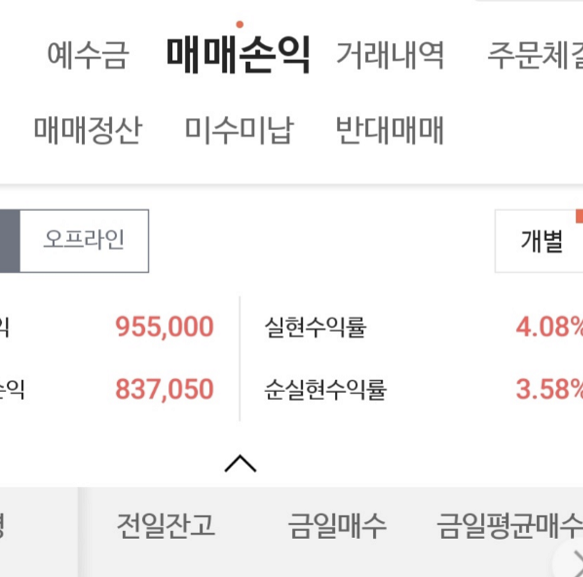 예수금 매매손익 거래내역 주문체결
매매정산 미수미납 반대매매
오프라인 개별
익 955,000 실현수익률 4.08%
손익 837,050 순실현수익률 3.58%
전일잔고 금일매수 금일평균매수